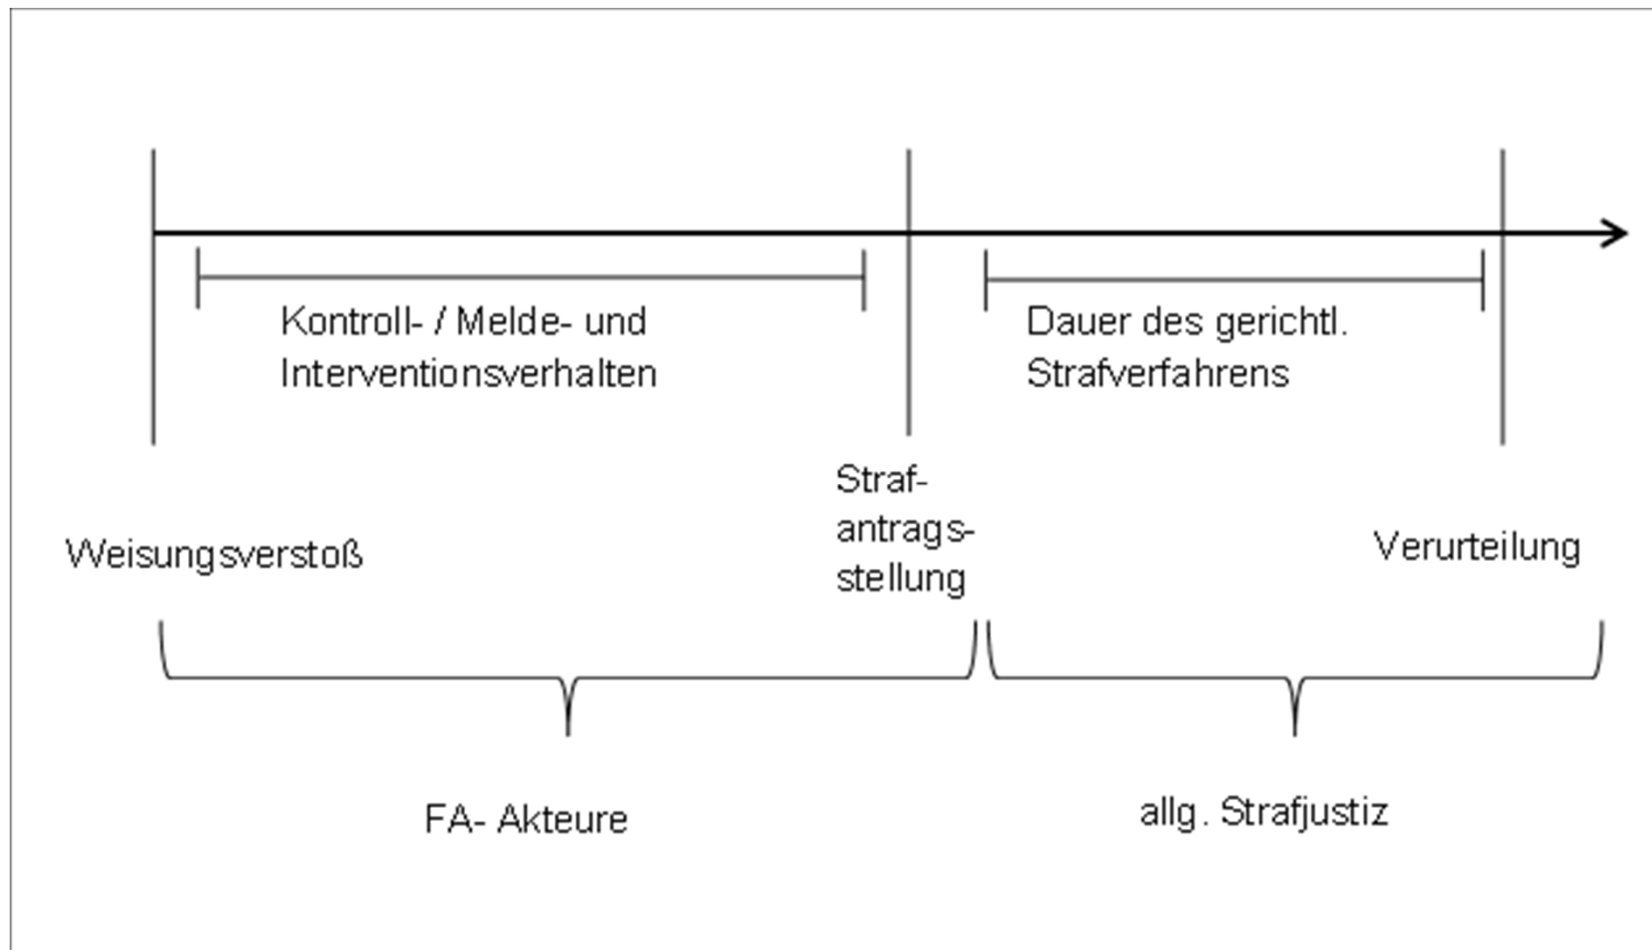 Kontroll- / Melde- und
Interventionsverhalten
Dauer des gerichtl.
Strafverfahrens
Weisungsverstoß
Straf-
antrags-
stellung
Verurteilung
FA- Akteure
allg. Strafjustiz